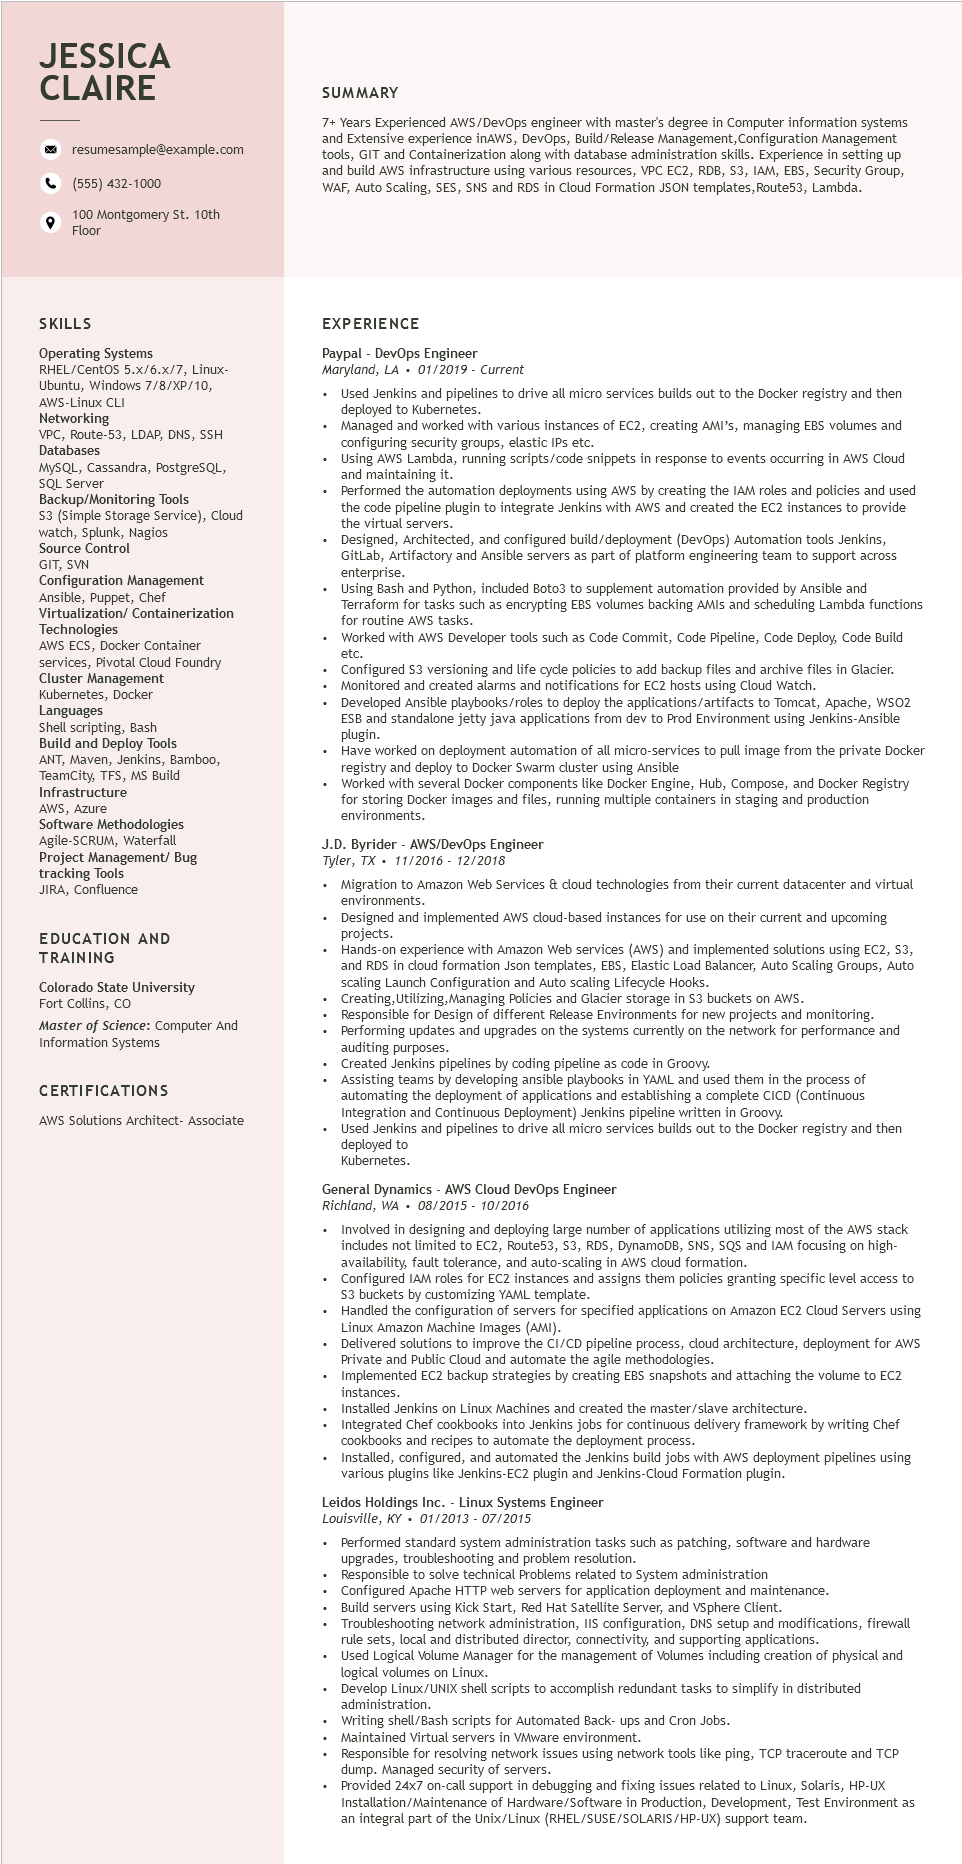 JESSICA
CLAIRE
resumesample@example.com
(555) 432-1000
100 Montgomery St. 10th
Floor
SUMMARY
7+ Years Experienced AWS/DevOps engineer with master's degree in Computer information systems
and Extensive experience inAWS, DevOps, Build/Release Management,Configuration Management
tools, GIT and Containerization along with database administration skills. Experience in setting up
and build AWS infrastructure using various resources, VPC EC2, RDB, S3, IAM, EBS, Security Group,
WAF, Auto Scaling, SES, SNS and RDS in Cloud Formation JSON templates,Route53, Lambda.
SKILLS
Operating Systems
RHEL/CentOS 5.x/6.x/7, Linux-
Ubuntu, Windows 7/8/XP/10,
AWS-Linux CLI
Networking
VPC, Route-53, LDAP, DNS, SSH
Databases
MySQL, Cassandra, PostgreSQL,
SQL Server
Backup/Monitoring Tools
S3 (Simple Storage Service), Cloud
watch, Splunk, Nagios
Source Control
GIT, SVN
Configuration Management
Ansible, Puppet, Chef
Virtualization/ Containerization
Technologies
AWS ECS, Docker Container
services, Pivotal Cloud Foundry
Cluster Management
Kubernetes, Docker
Languages
Shell scripting, Bash
Build and Deploy Tools
ANT, Maven, Jenkins, Bamboo,
TeamCity, TFS, MS Build
Infrastructure
AWS, Azure
Software Methodologies
Agile-SCRUM, Waterfall
Project Management/ Bug
tracking Tools
JIRA, Confluence
EDUCATION AND
TRAINING
Colorado State University
Fort Collins, CO
Master of Science: Computer And
Information Systems
CERTIFICATIONS
AWS Solutions Architect- Associate
EXPERIENCE
Paypal - DevOps Engineer
Maryland, LA • 01/2019 - Current
• Used Jenkins and pipelines to drive all micro services builds out to the Docker registry and then
deployed to Kubernetes.
• Managed and worked with various instances of EC2, creating AMI’s, managing EBS volumes and
configuring security groups, elastic IPs etc.
• Using AWS Lambda, running scripts/code snippets in response to events occurring in AWS Cloud
and maintaining it.
• Performed the automation deployments using AWS by creating the IAM roles and policies and used
the code pipeline plugin to integrate Jenkins with AWS and created the EC2 instances to provide
the virtual servers.
• Designed, Architected, and configured build/deployment (DevOps) Automation tools Jenkins,
GitLab, Artifactory and Ansible servers as part of platform engineering team to support across
enterprise.
• Using Bash and Python, included Boto3 to supplement automation provided by Ansible and
Terraform for tasks such as encrypting EBS volumes backing AMIs and scheduling Lambda functions
for routine AWS tasks.
• Worked with AWS Developer tools such as Code Commit, Code Pipeline, Code Deploy, Code Build
etc.
• Configured S3 versioning and life cycle policies to add backup files and archive files in Glacier.
• Monitored and created alarms and notifications for EC2 hosts using Cloud Watch.
• Developed Ansible playbooks/roles to deploy the applications/artifacts to Tomcat, Apache, WSO2
ESB and standalone jetty java applications from dev to Prod Environment using Jenkins-Ansible
plugin.
• Have worked on deployment automation of all micro-services to pull image from the private Docker
registry and deploy to Docker Swarm cluster using Ansible
• Worked with several Docker components like Docker Engine, Hub, Compose, and Docker Registry
for storing Docker images and files, running multiple containers in staging and production
environments.
J.D. Byrider - AWS/DevOps Engineer
Tyler, TX • 11/2016 - 12/2018
• Migration to Amazon Web Services & cloud technologies from their current datacenter and virtual
environments.
• Designed and implemented AWS cloud-based instances for use on their current and upcoming
projects.
• Hands-on experience with Amazon Web services (AWS) and implemented solutions using EC2, S3,
and RDS in cloud formation Json templates, EBS, Elastic Load Balancer, Auto Scaling Groups, Auto
scaling Launch Configuration and Auto scaling Lifecycle Hooks.
• Creating,Utilizing,Managing Policies and Glacier storage in S3 buckets on AWS.
• Responsible for Design of different Release Environments for new projects and monitoring.
• Performing updates and upgrades on the systems currently on the network for performance and
auditing purposes.
• Created Jenkins pipelines by coding pipeline as code in Groovy.
• Assisting teams by developing ansible playbooks in YAML and used them in the process of
automating the deployment of applications and establishing a complete CICD (Continuous
Integration and Continuous Deployment) Jenkins pipeline written in Groovy.
• Used Jenkins and pipelines to drive all micro services builds out to the Docker registry and then
deployed to
Kubernetes.
General Dynamics - AWS Cloud DevOps Engineer
Richland, WA • 08/2015 - 10/2016
• Involved in designing and deploying large number of applications utilizing most of the AWS stack
includes not limited to EC2, Route53, S3, RDS, DynamoDB, SNS, SQS and IAM focusing on high-
availability, fault tolerance, and auto-scaling in AWS cloud formation.
• Configured IAM roles for EC2 instances and assigns them policies granting specific level access to
S3 buckets by customizing YAML template.
• Handled the configuration of servers for specified applications on Amazon EC2 Cloud Servers using
Linux Amazon Machine Images (AMI).
• Delivered solutions to improve the CI/CD pipeline process, cloud architecture, deployment for AWS
Private and Public Cloud and automate the agile methodologies.
• Implemented EC2 backup strategies by creating EBS snapshots and attaching the volume to EC2
instances.
• Installed Jenkins on Linux Machines and created the master/slave architecture.
• Integrated Chef cookbooks into Jenkins jobs for continuous delivery framework by writing Chef
cookbooks and recipes to automate the deployment process.
• Installed, configured, and automated the Jenkins build jobs with AWS deployment pipelines using
various plugins like Jenkins-EC2 plugin and Jenkins-Cloud Formation plugin.
Leidos Holdings Inc. - Linux Systems Engineer
Louisville, KY • 01/2013 - 07/2015
• Performed standard system administration tasks such as patching, software and hardware
upgrades, troubleshooting and problem resolution.
• Responsible to solve technical Problems related to System administration
• Configured Apache HTTP web servers for application deployment and maintenance.
• Build servers using Kick Start, Red Hat Satellite Server, and VSphere Client.
• Troubleshooting network administration, IIS configuration, DNS setup and modifications, firewall
rule sets, local and distributed director, connectivity, and supporting applications.
• Used Logical Volume Manager for the management of Volumes including creation of physical and
logical volumes on Linux.
• Develop Linux/UNIX shell scripts to accomplish redundant tasks to simplify in distributed
administration.
• Writing shell/Bash scripts for Automated Back- ups and Cron Jobs.
• Maintained Virtual servers in VMware environment.
• Responsible for resolving network issues using network tools like ping, TCP traceroute and TCP
dump. Managed security of servers.
• Provided 24x7 on-call support in debugging and fixing issues related to Linux, Solaris, HP-UX
Installation/Maintenance of Hardware/Software in Production, Development, Test Environment as
an integral part of the Unix/Linux (RHEL/SUSE/SOLARIS/HP-UX) support team.